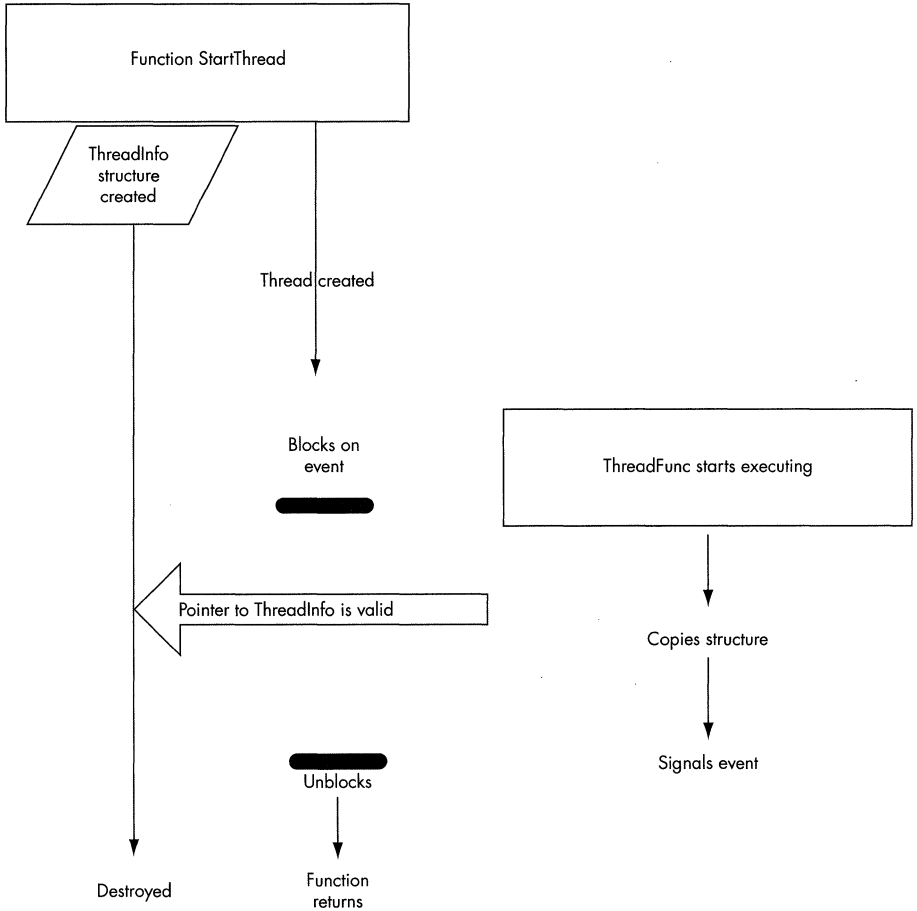 Function StartThread
ThreadInfo
structure
created
Thread created
Blocks on
event
ThreadFunc starts executing
Pointer to ThreadInfo is valid
Copies structure
Signals event
Unblocks
Destroyed
Function
returns